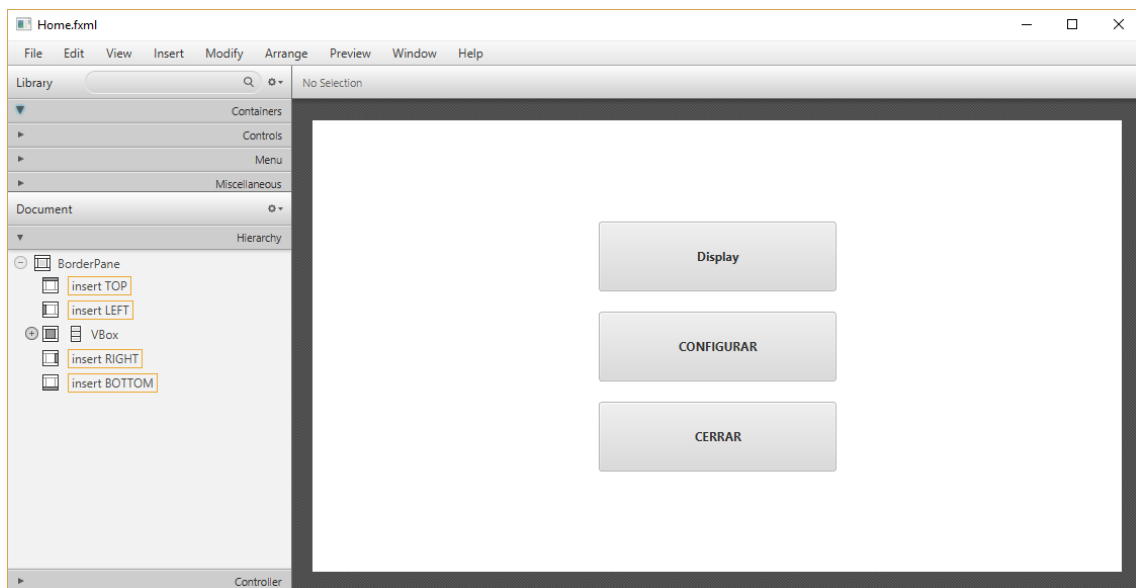 Home.fxml
File Edit View Insert Modify Arrange Preview Window Help
Library
No Selection
Containers
Controls
Menu
Miscellaneous
Document
Hierarchy
BorderPane
insert TOP
insert LEFT
VBox
insert RIGHT
insert BOTTOM
Controller
Display
CONFIGURAR
CERRAR